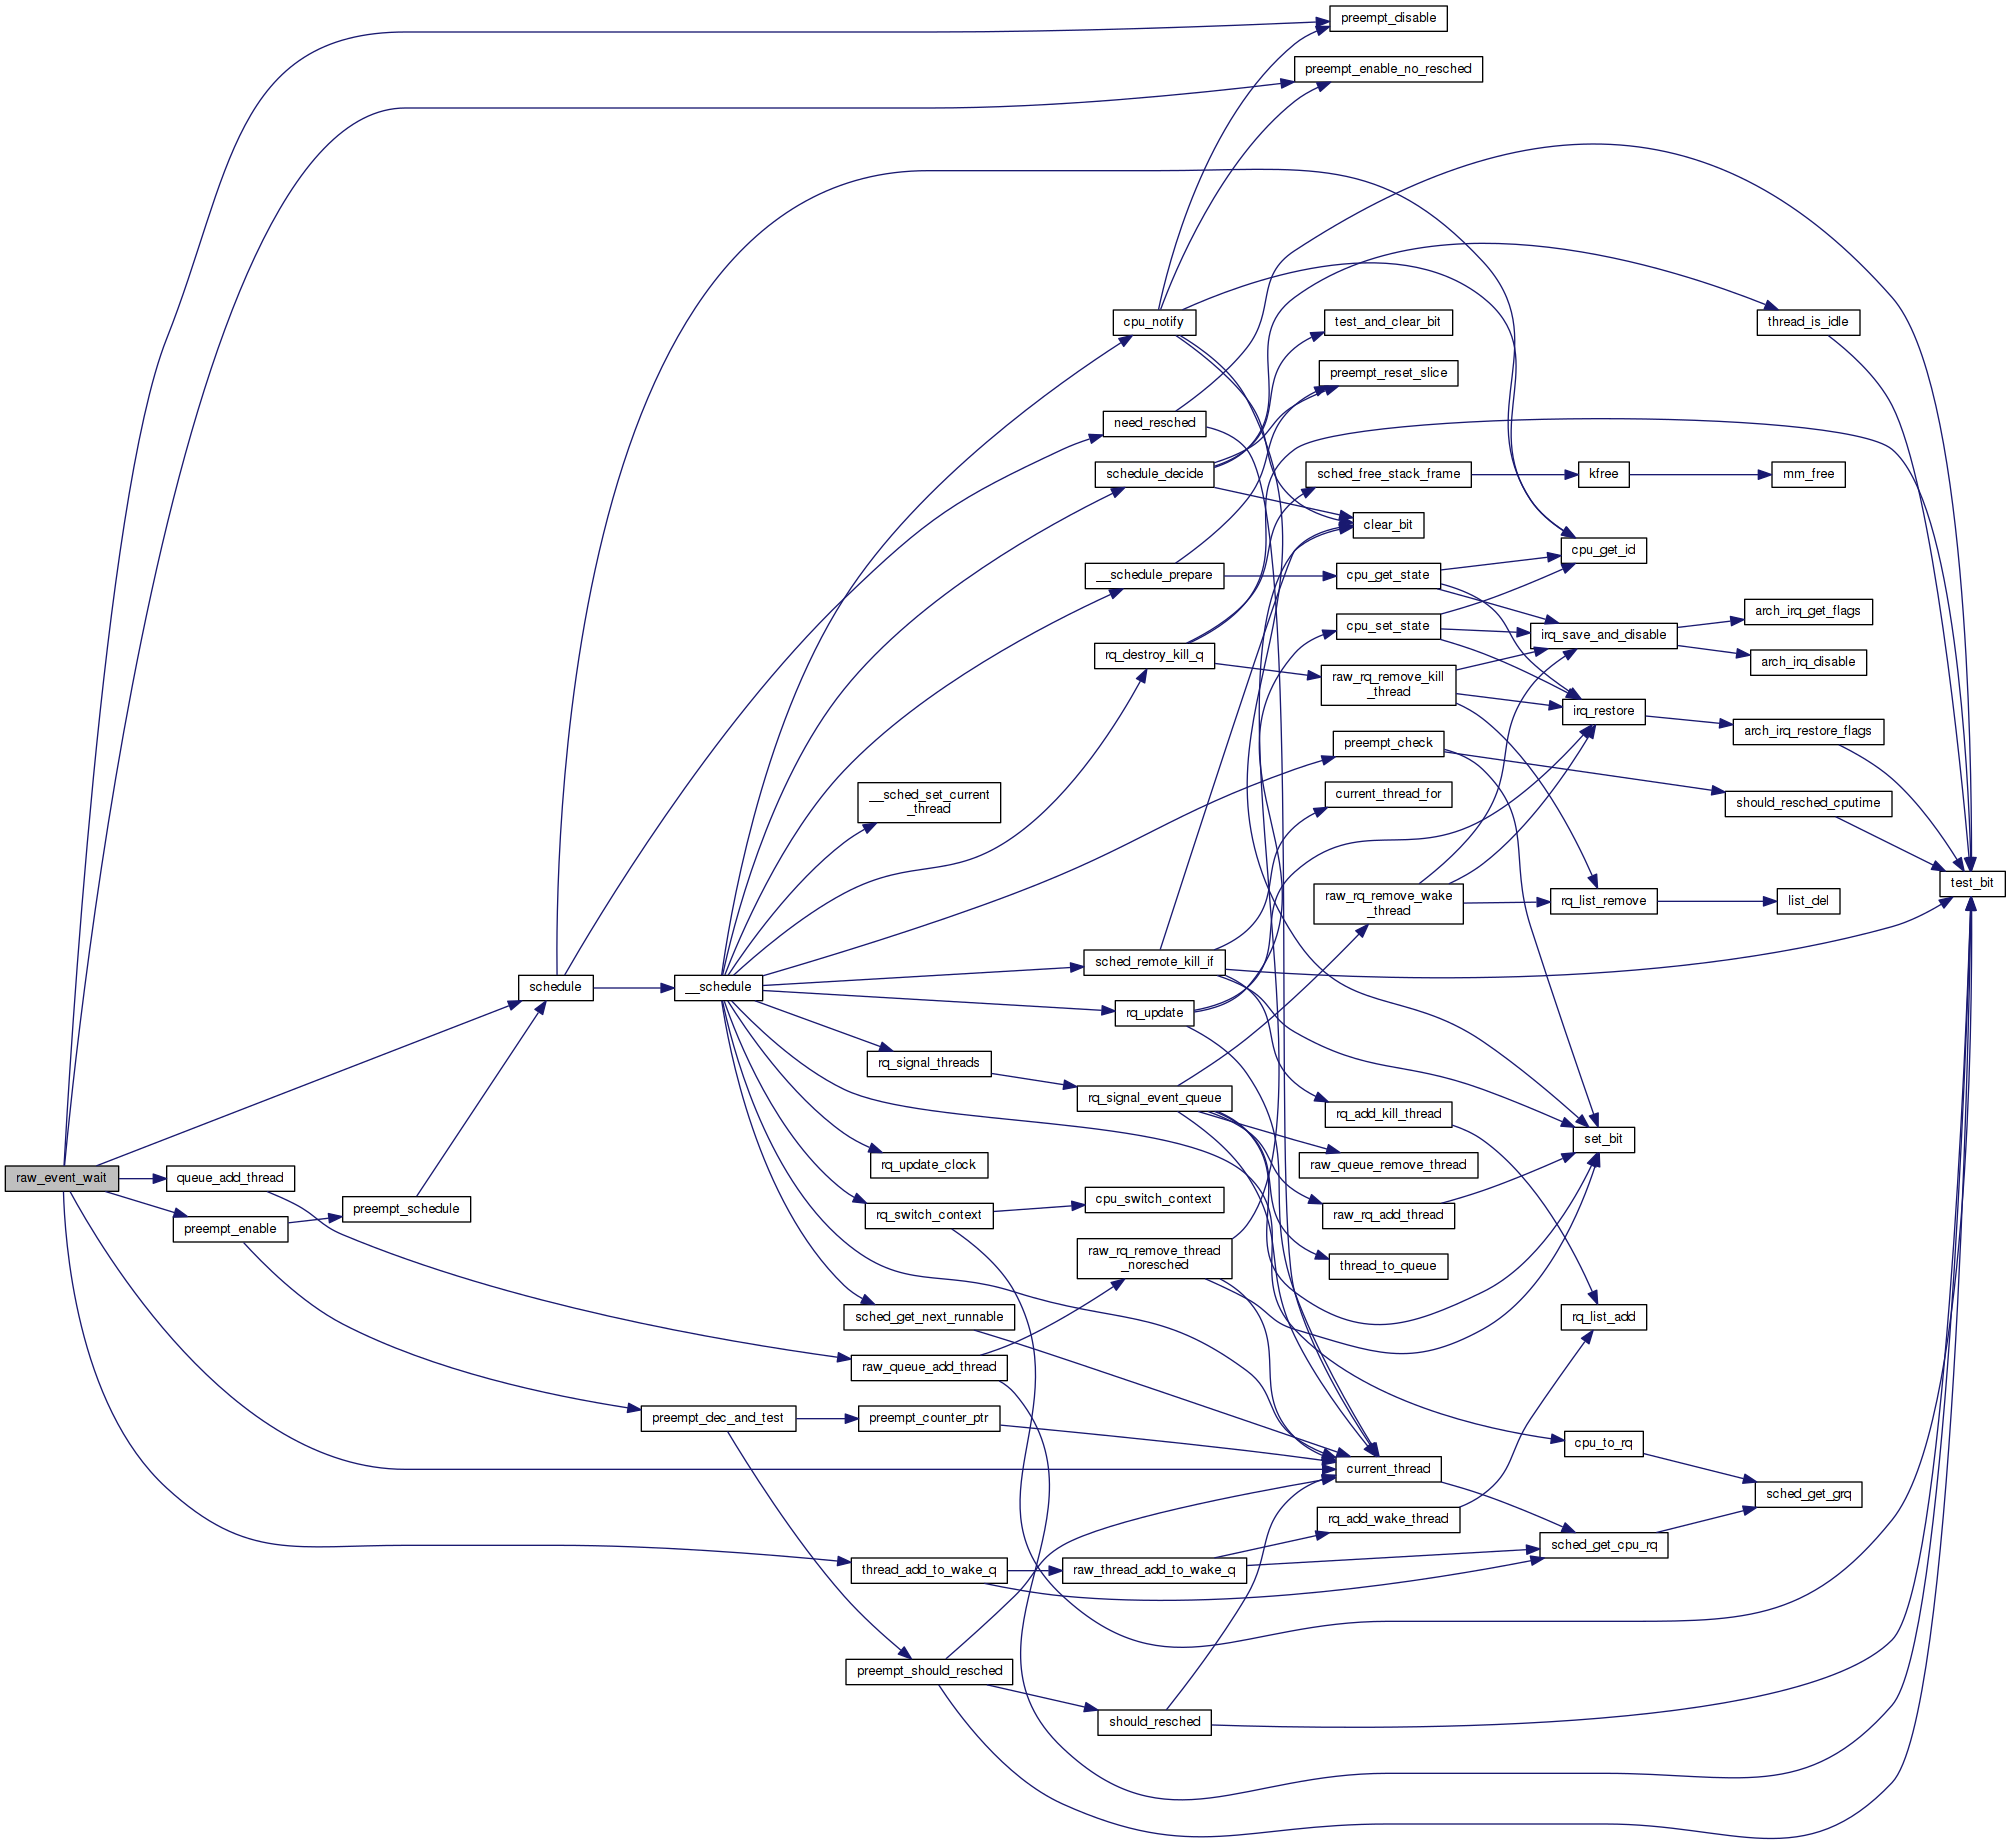 preempt_disable
preempt_enable_no_resched
cpu_notify
test_and_clear_bit
thread_is_idle
preempt_reset_slice
need_resched
schedule_decide
sched_free_stack_frame
kfree
mm_free
clear_bit
cpu_get_id
__schedule_prepare
cpu_get_state
arch_irq_get_flags
cpu_set_state
irq_save_and_disable
rq_destroy_kill_q
arch_irq_disable
raw_rq_remove_kill
_thread
irq_restore
arch_irq_restore_flags
preempt_check
__sched_set_current
_thread
current_thread_for
should_resched_cputime
test_bit
raw_rq_remove_wake
_thread
rq_list_remove
list_del
sched_remote_kill_if
schedule
__schedule
rq_update
rq_signal_threads
rq_signal_event_queue
rq_add_kill_thread
set_bit
rq_update_clock
raw_queue_remove_thread
raw_event_wait
queue_add_thread
preempt_schedule
cpu_switch_context
preempt_enable
rq_switch_context
raw_rq_add_thread
raw_rq_remove_thread
_noresched
thread_to_queue
sched_get_next_runnable
rq_list_add
raw_queue_add_thread
preempt_dec_and_test
preempt_counter_ptr
cpu_to_rq
current_thread
sched_get_grq
rq_add_wake_thread
sched_get_cpu_rq
thread_add_to_wake_q
raw_thread_add_to_wake_q
preempt_should_resched
should_resched